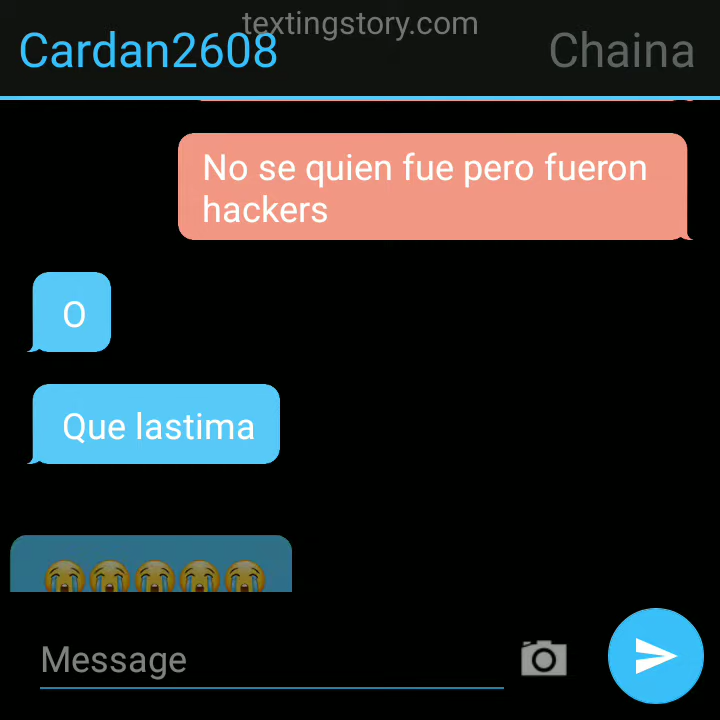 textingstory.com
Cardan2608
Chaina
No se quien fue pero fueron
hackers
O
Que lastima
😭😭😭😭😭
Message